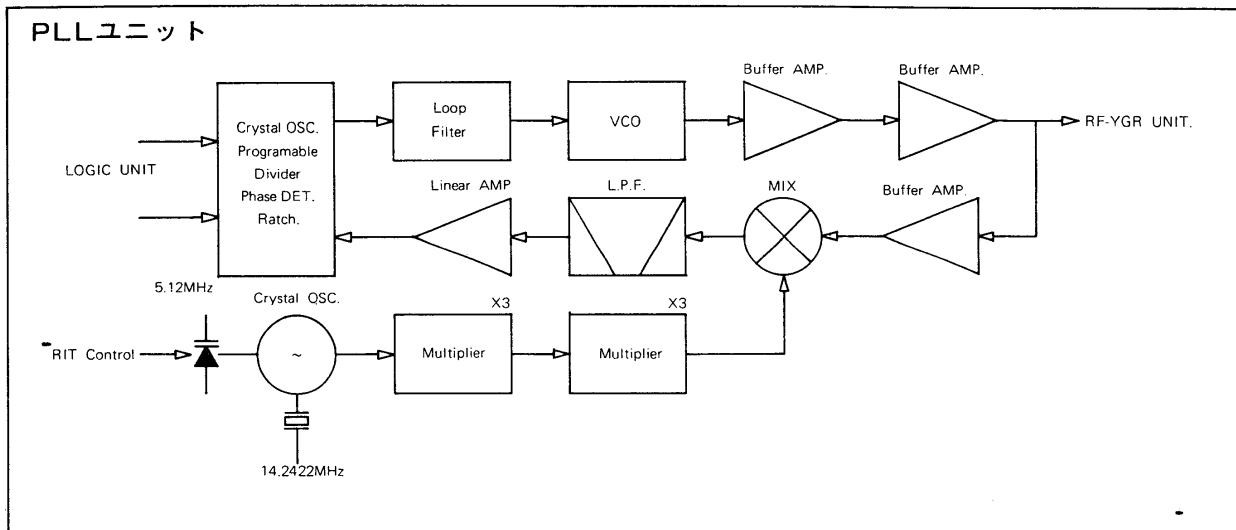 PLLユニット
Buffer AMP.
Buffer AMP.
Crystal OSC.
Programable
Divider
Phase DET.
Ratch.
Loop
Filter
VCO
RF-YGR UNIT.
LOGIC UNIT
Linear AMP
L.P.F.
MIX
Buffer AMP.
5.12MHz
Crystal OSC.
X3
X3
RIT Control
~
Multiplier
Multiplier
14.2422MHz